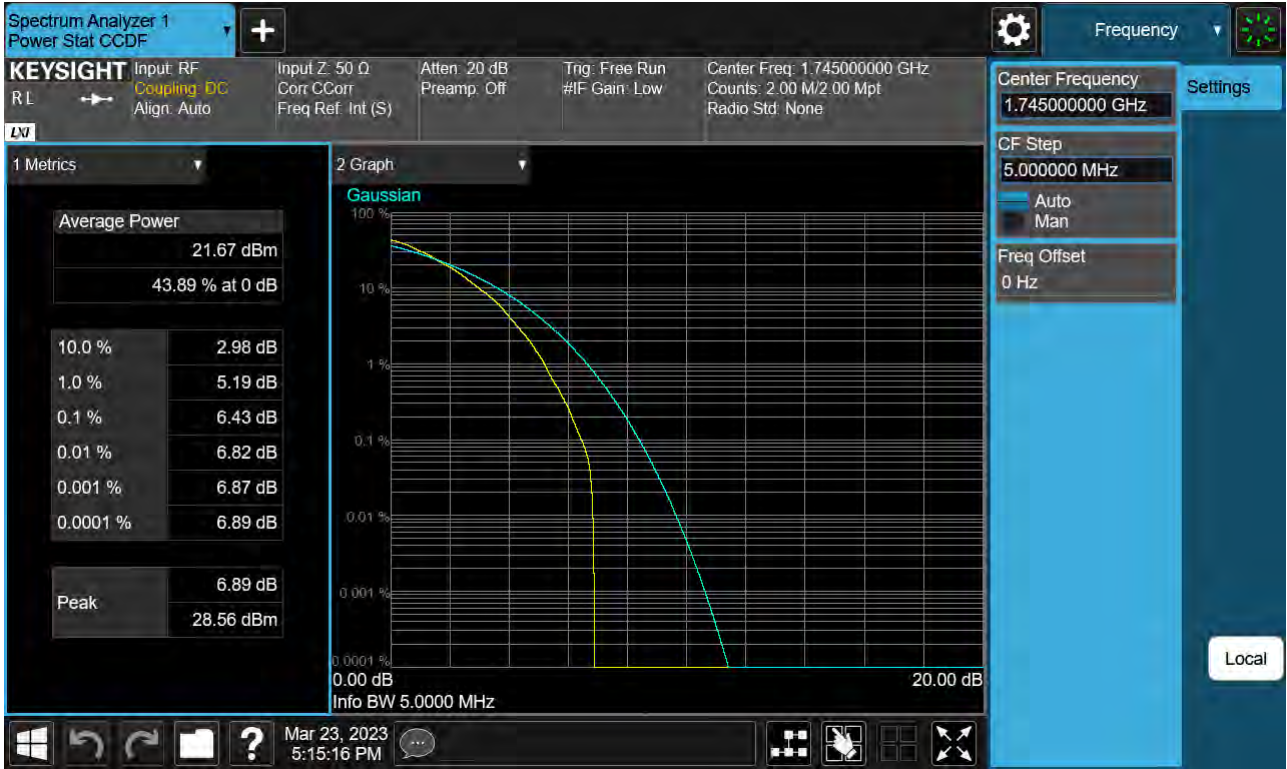 Spectrum Analyzer 1
Power Stat CCDF
+
Frequency
KEYSIGHT
R L
LXI
Input: RF
Coupling: DC
Align: Auto
Input Z: 50 Ω
Corr CCorr
Freq Ref: Int (S)
Atten: 20 dB
Preamp: Off
Trig: Free Run
#IF Gain: Low
Center Freq: 1.745000000 GHz
Counts: 2.00 M/2.00 Mpt
Radio Std: None
Center Frequency
1.745000000 GHz
Settings
CF Step
5.000000 MHz
Auto
Man
Freq Offset
0 Hz
1 Metrics
Average Power
21.67 dBm
43.89 % at 0 dB
10.0 % 2.98 dB
1.0 % 5.19 dB
0.1 % 6.43 dB
0.01 % 6.82 dB
0.001 % 6.87 dB
0.0001 % 6.89 dB
Peak
6.89 dB
28.56 dBm
2 Graph
Gaussian
100 %
10 %
1 %
0.1 %
0.01 %
0.001 %
0.0001 %
0.00 dB 20.00 dB
Info BW 5.0000 MHz
Local
?
Mar 23, 2023
5:15:16 PM